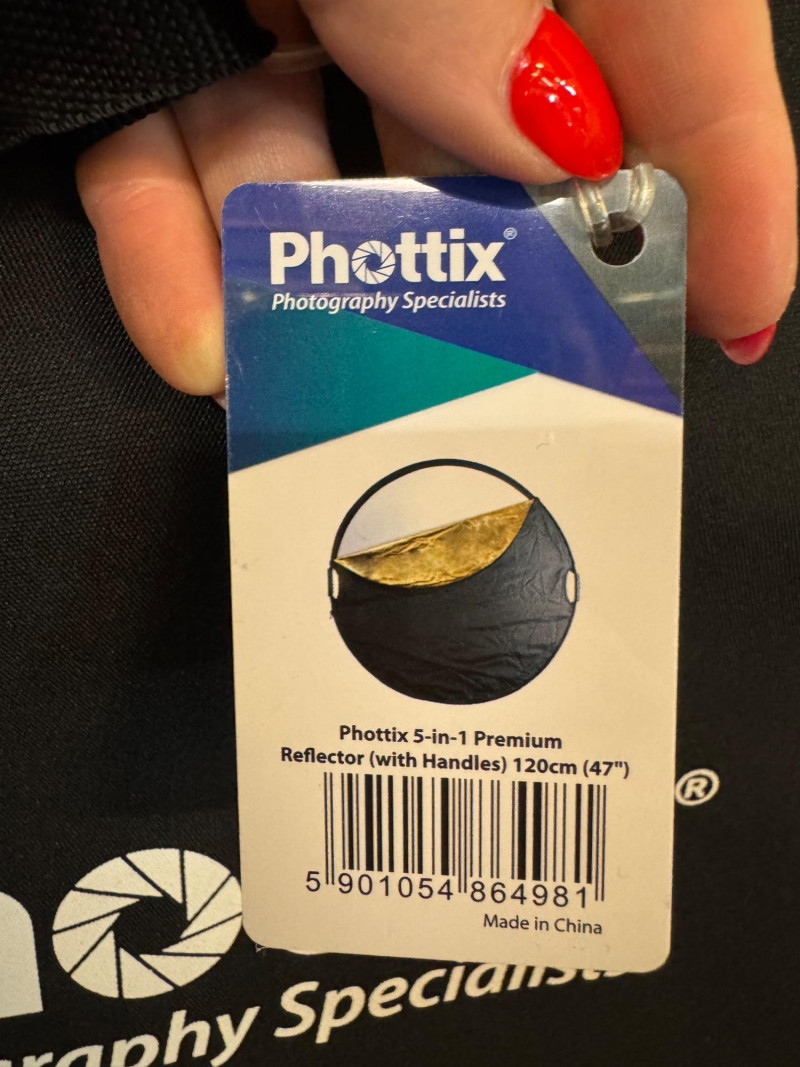 Phottix®
Photography Specialists
Phottix 5-in-1 Premium
Reflector (with Handles) 120cm (47")
5 901054 864981
Made in China
®
Specialists